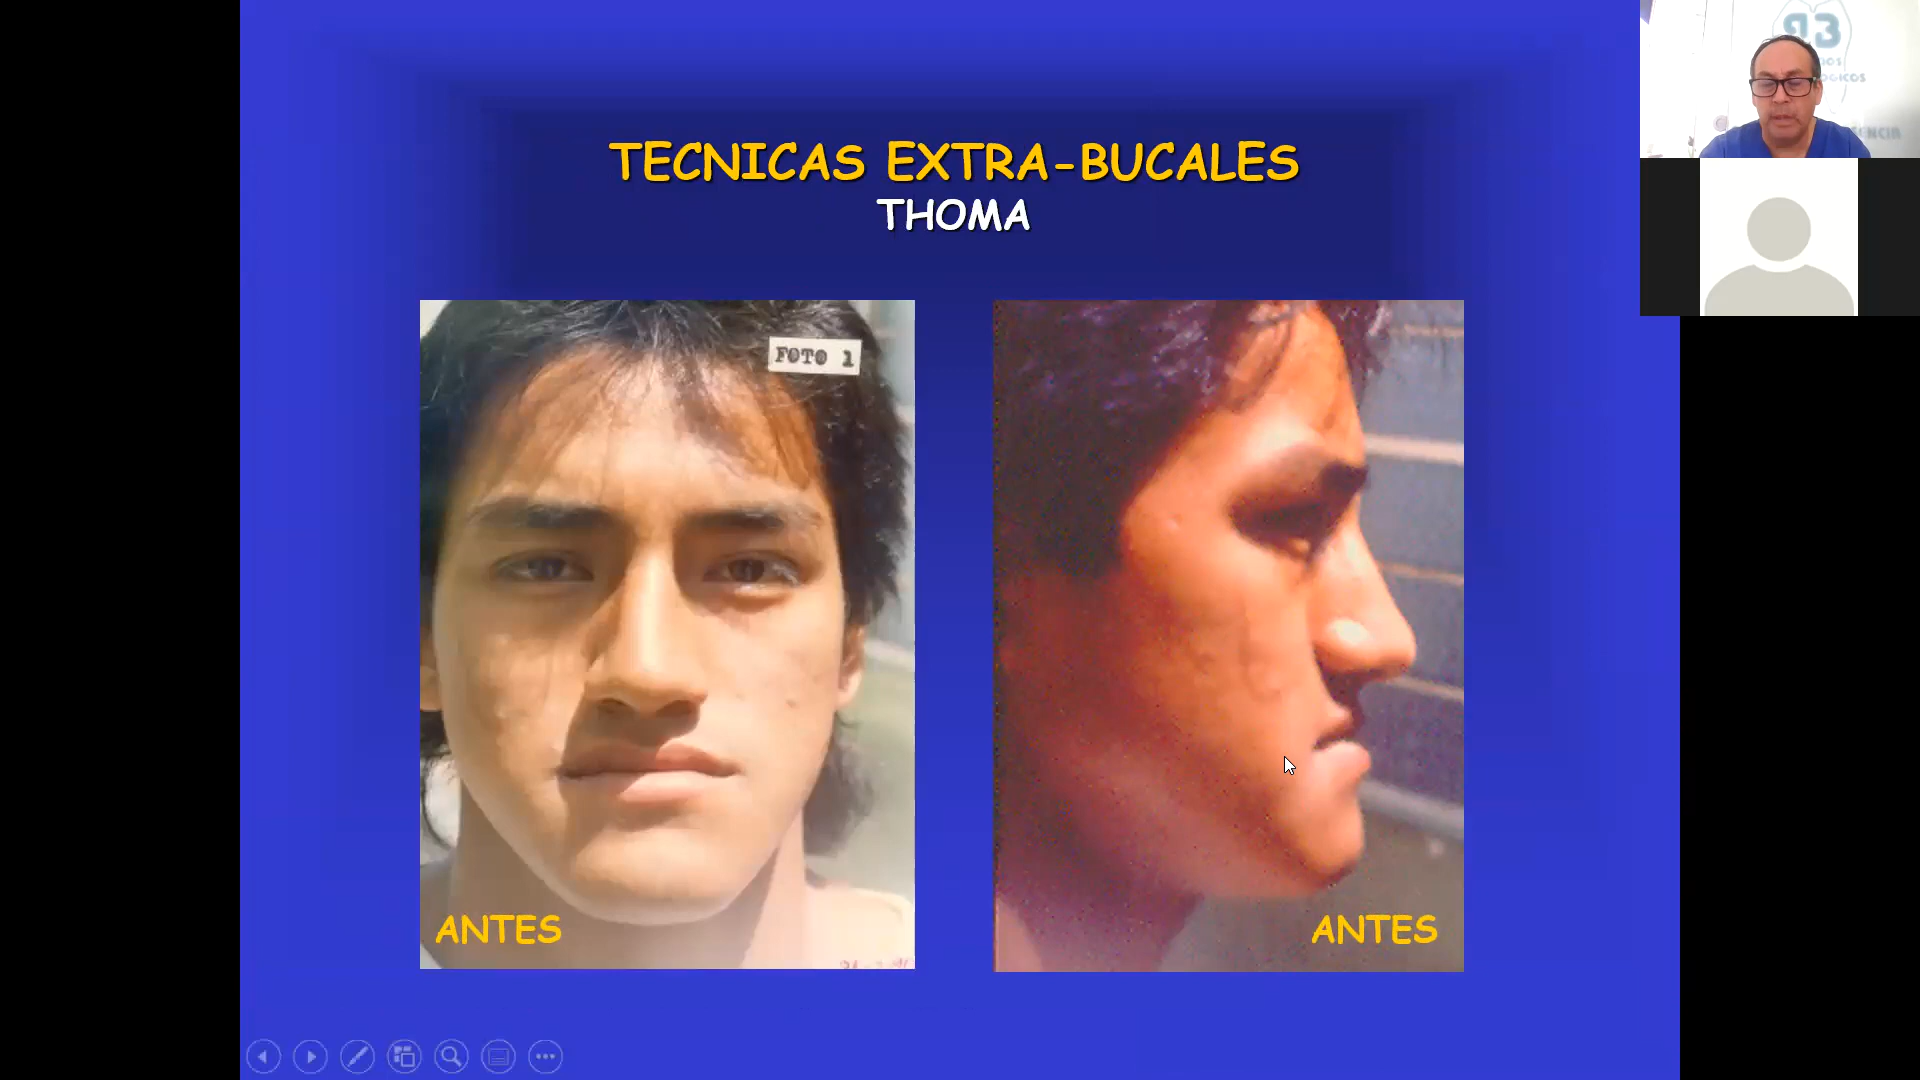 TECNICAS EXTRA-BUCALES
THOMA
FOTO 1
ANTES
ANTES